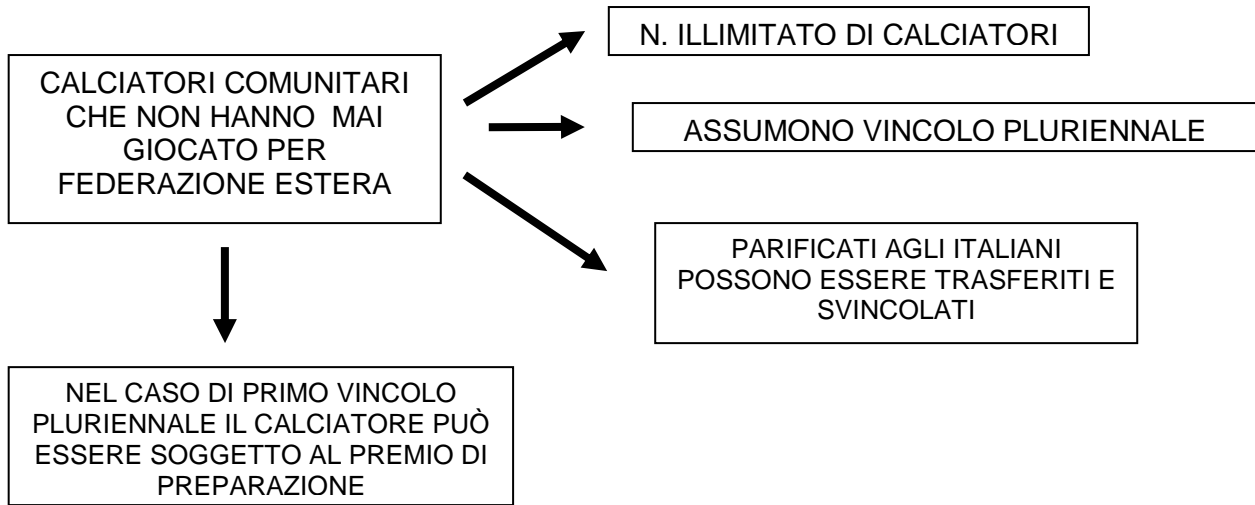 N. ILLIMITATO DI CALCIATORI
CALCIATORI COMUNITARI
CHE NON HANNO MAI
GIOCATO PER
FEDERAZIONE ESTERA
ASSUMONO VINCOLO PLURIENNALE
PARIFICATI AGLI ITALIANI
POSSONO ESSERE TRASFERITI E
SVINCOLATI
NEL CASO DI PRIMO VINCOLO
PLURIENNALE IL CALCIATORE PUÒ
ESSERE SOGGETTO AL PREMIO DI
PREPARAZIONE